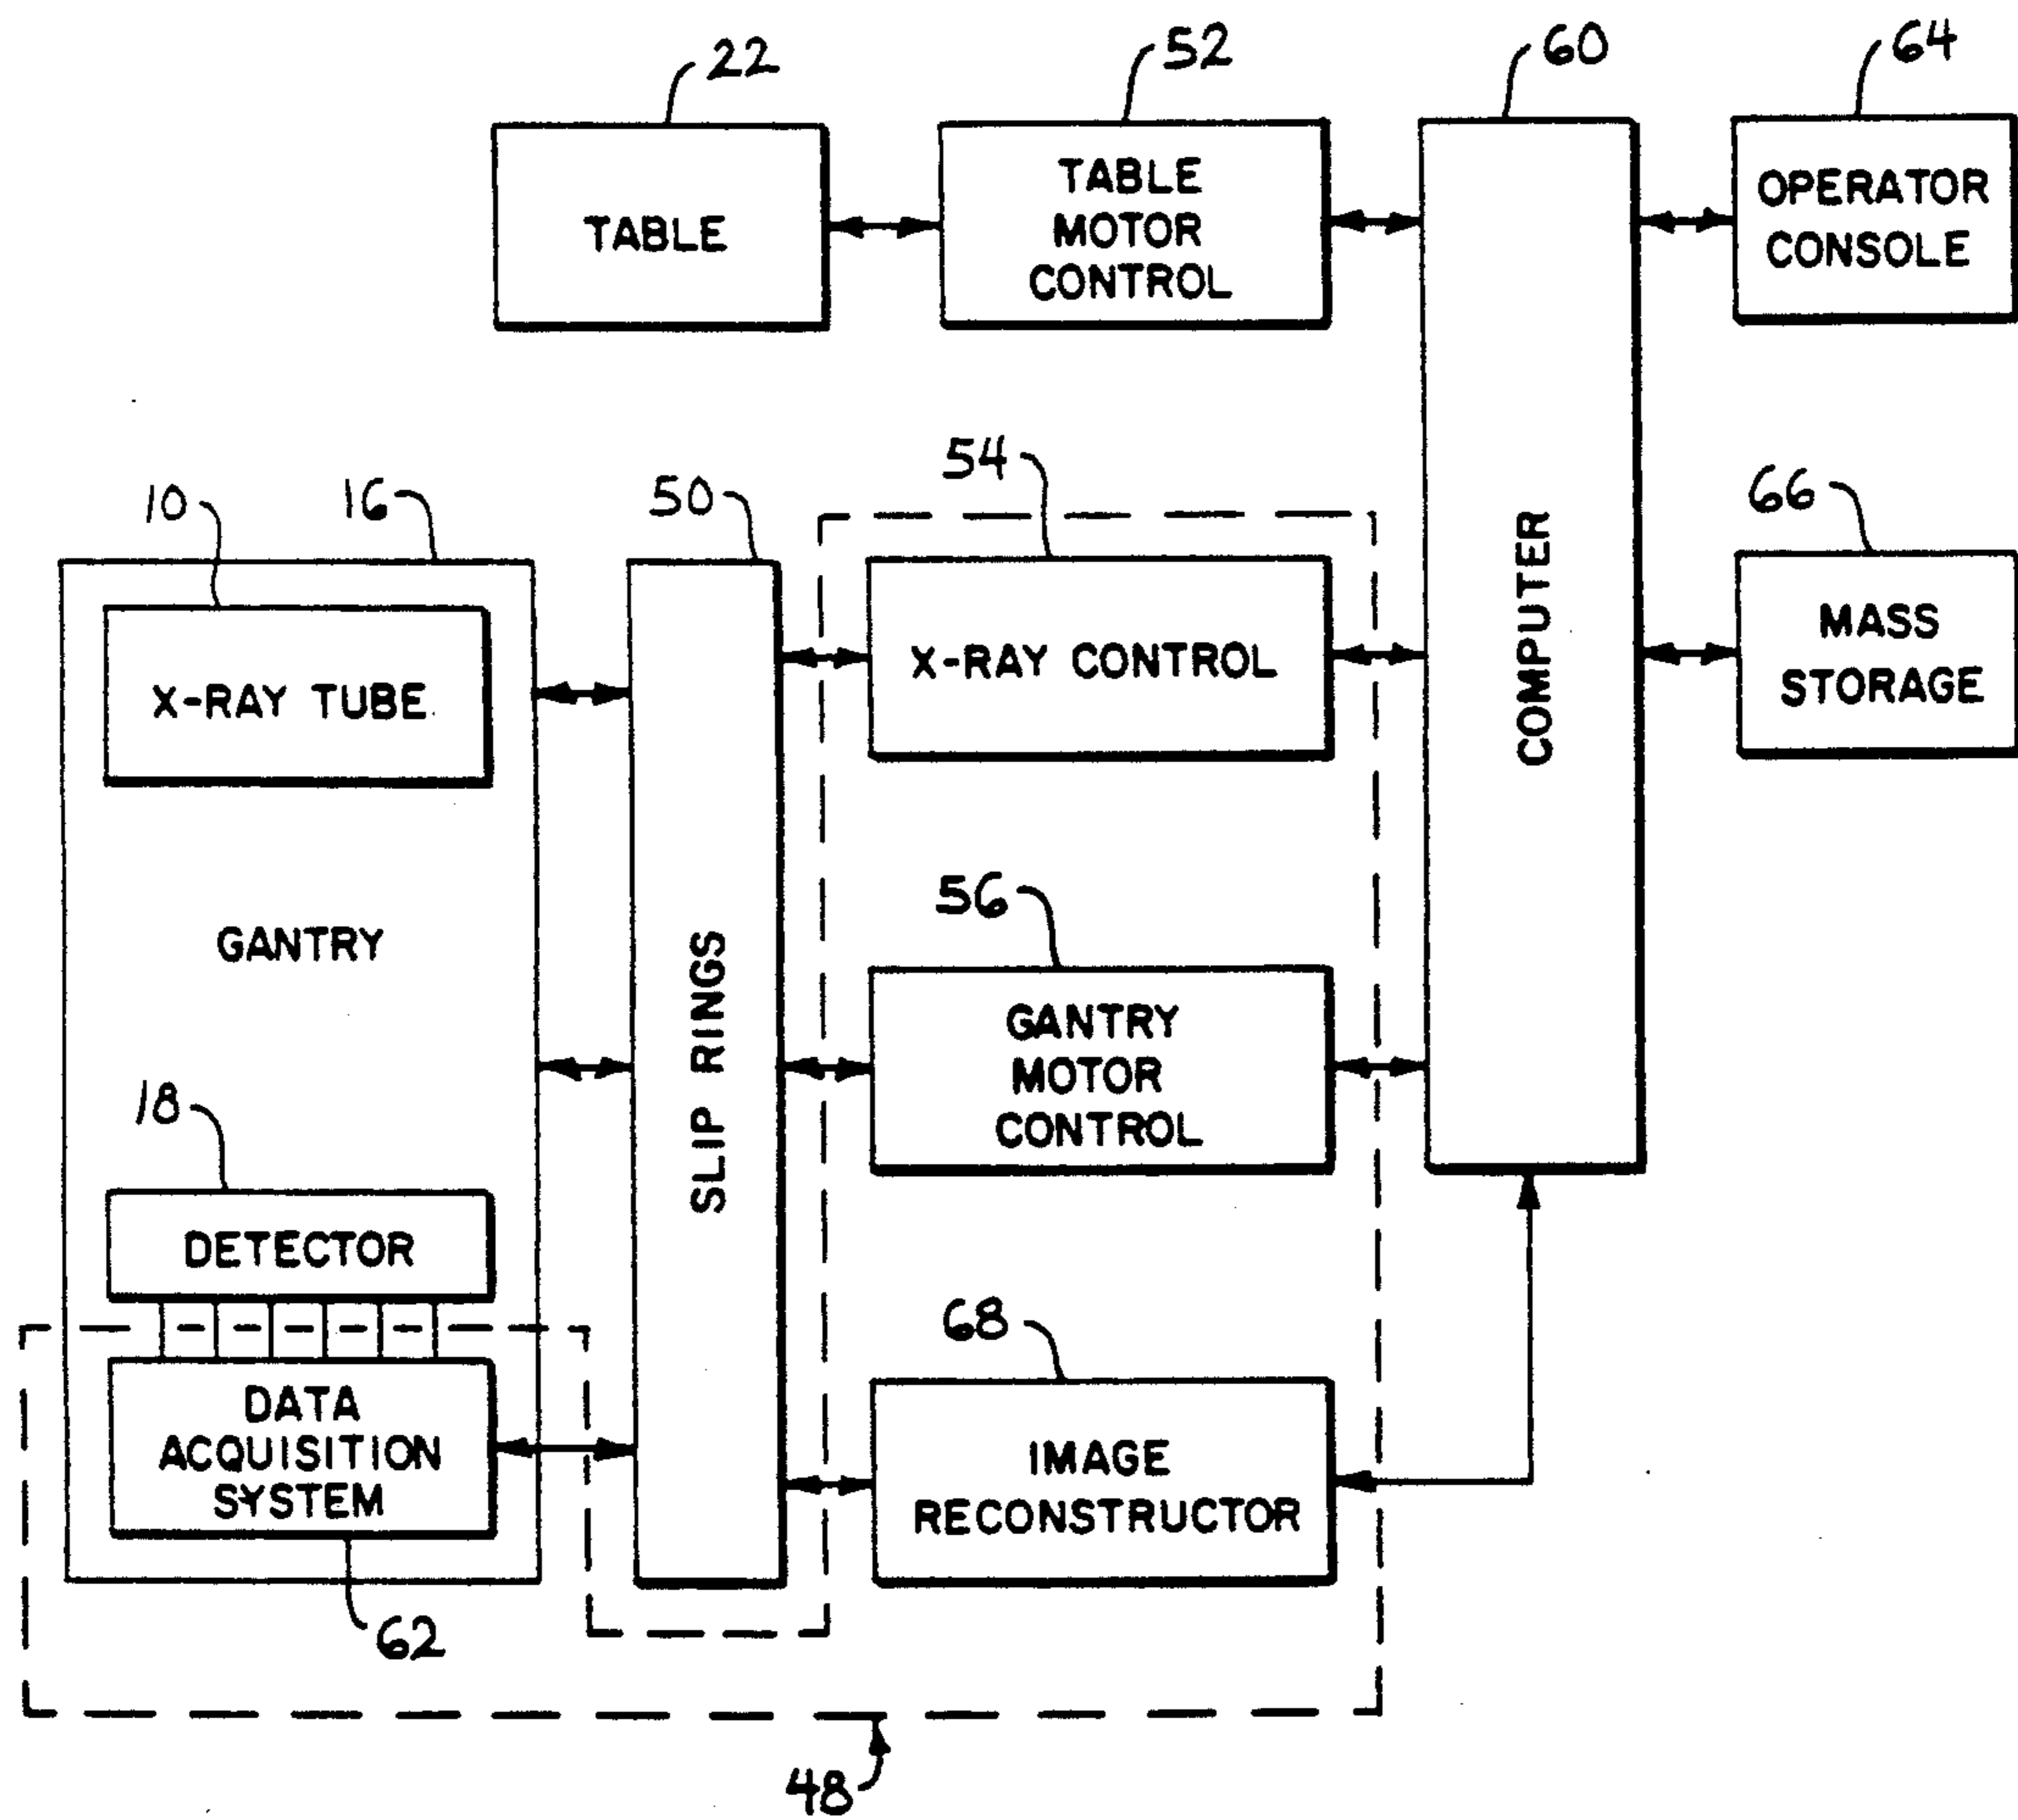 22
52
60
64
TABLE
TABLE
MOTOR
CONTROL
OPERATOR
CONSOLE
10
16
50
54
66
X-RAY TUBE
X-RAY CONTROL
COMPUTER
MASS
STORAGE
GANTRY
SLIP RINGS
56
GANTRY
MOTOR
CONTROL
18
DETECTOR
68
DATA
ACQUISITION
SYSTEM
IMAGE
RECONSTRUCTOR
62
48